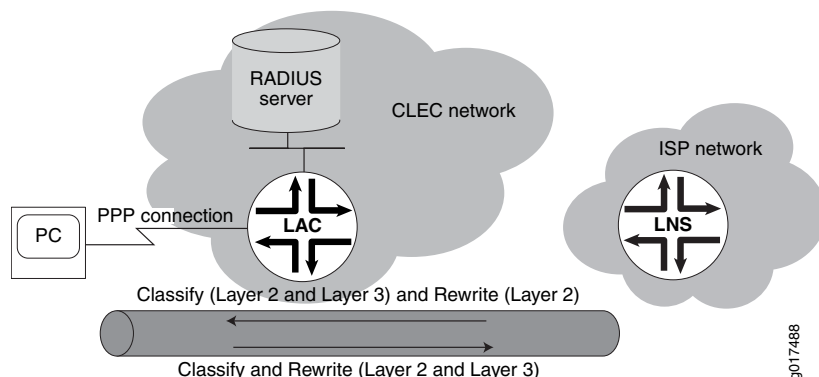 RADIUS
server
CLEC network
ISP network
PPP connection
PC
LAC
LNS
Classify (Layer 2 and Layer 3) and Rewrite (Layer 2)
Classify and Rewrite (Layer 2 and Layer 3)
g017488